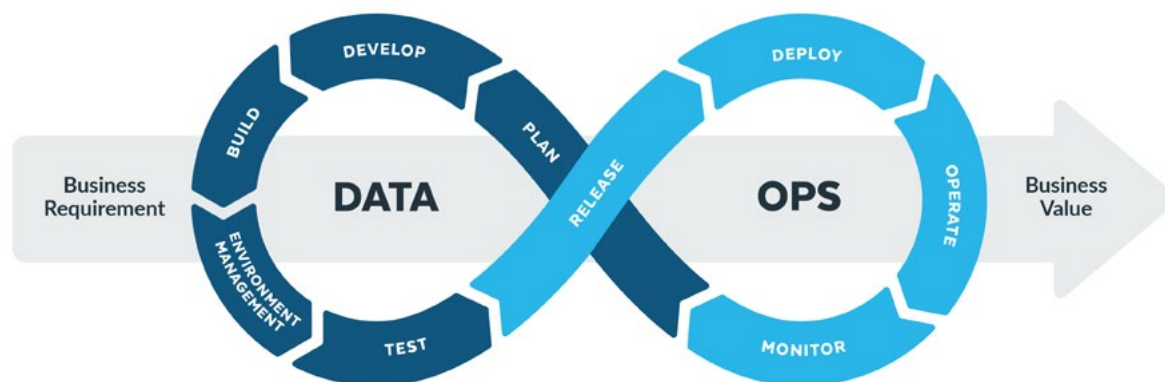 Business
Requirement
DATA
PLAN
DEVELOP
BUILD
ENVIRONMENT
MANAGEMENT
TEST
RELEASE
DEPLOY
OPERATE
MONITOR
OPS
Business
Value